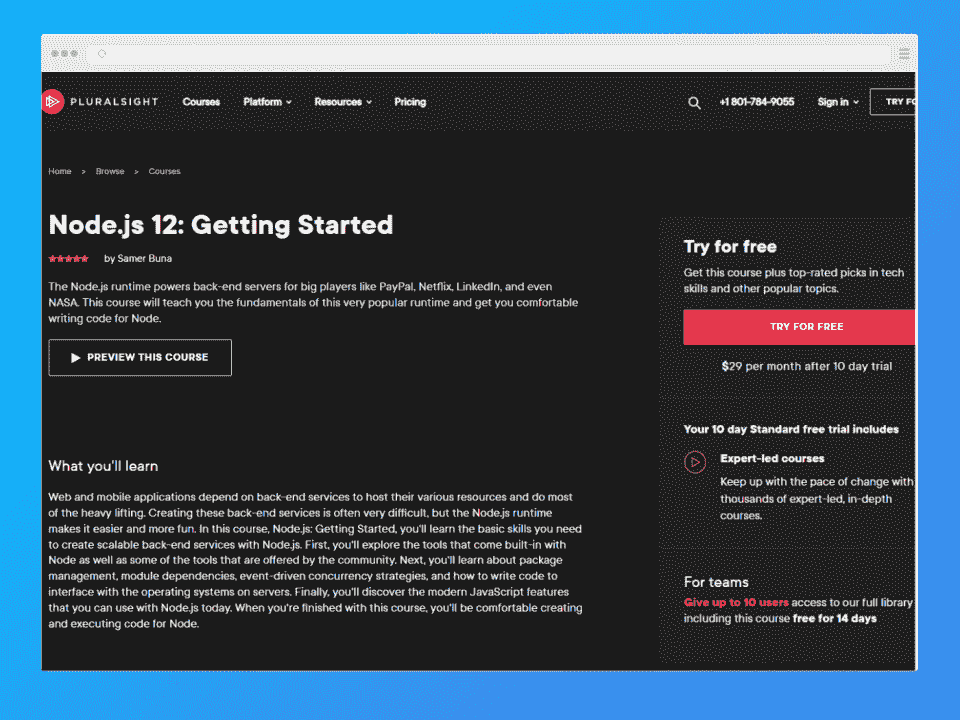 PLURALSIGHT Courses Platform Resources Pricing +1 801-784-9055 Sign in TRY FO
Home > Browse > Courses
Node.js 12: Getting Started
by Samer Buna
The Node.js runtime powers back-end servers for big players like PayPal, Netflix, LinkedIn, and even
NASA. This course will teach you the fundamentals of this very popular runtime and get you comfortable
writing code for Node.
PREVIEW THIS COURSE
What you'll learn
Web and mobile applications depend on back-end services to host their various resources and do most
of the heavy lifting. Creating these back-end services is often very difficult, but the Node.js runtime
makes it easier and more fun. In this course, Node.js: Getting Started, you'll learn the basic skills you need
to create scalable back-end services with Node.js. First, you'll explore the tools that come built-in with
Node as well as some of the tools that are offered by the community. Next, you'll learn about package
management, module dependencies, event-driven concurrency strategies, and how to write code to
interface with the operating systems on servers. Finally, you'll discover the modern JavaScript features
that you can use with Node.js today. When you're finished with this course, you'll be comfortable creating
and executing code for Node.
Try for free
Get this course plus top-rated picks in tech
skills and other popular topics.
TRY FOR FREE
$29 per month after 10 day trial
Your 10 day Standard free trial includes
Expert-led courses
Keep up with the pace of change with
thousands of expert-led, in-depth
courses.
For teams
Give up to 10 users access to our full library
including this course free for 14 days